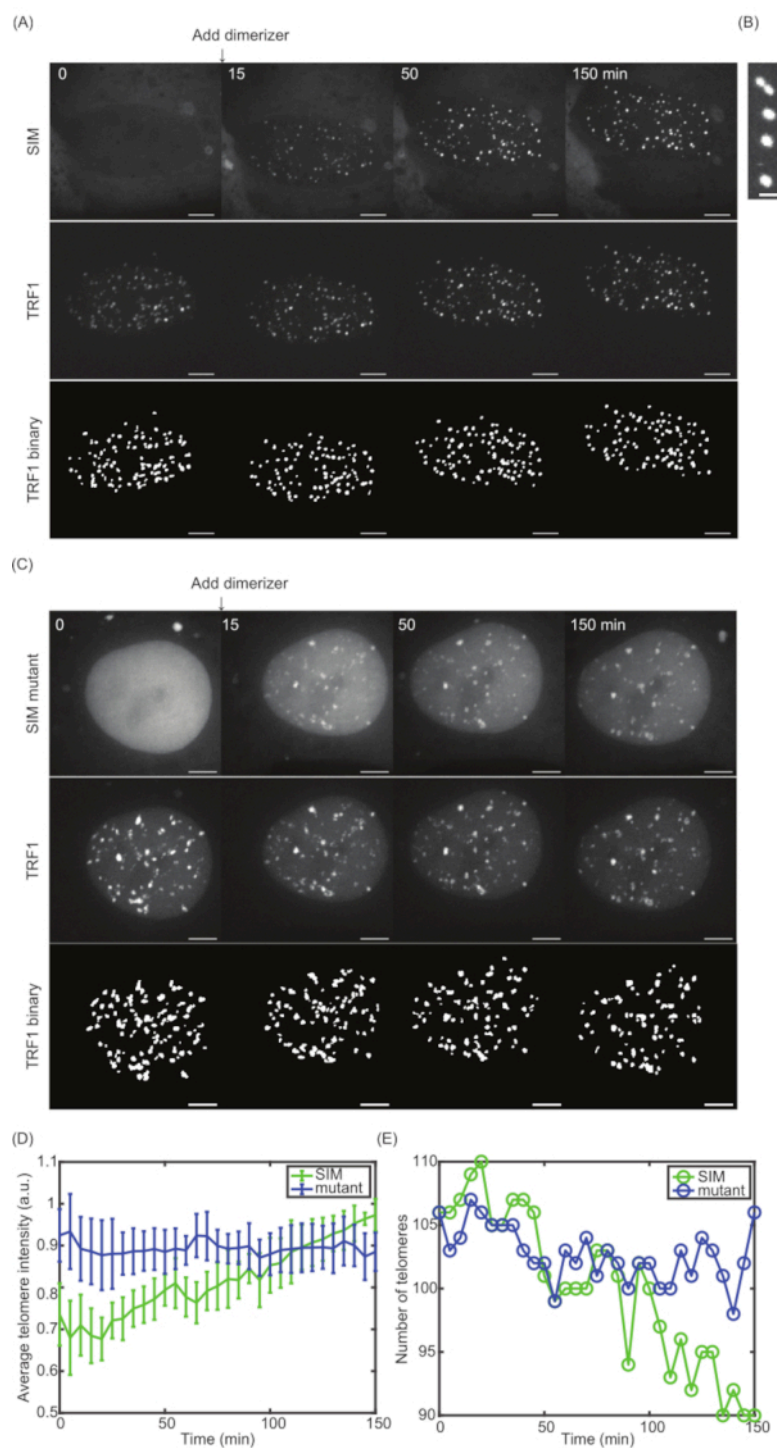 (A)
Add dimerizer
(B)
0
15
50
150 min
SIM
TRF1
TRF1 binary
(C)
Add dimerizer
0
15
50
150 min
SIM mutant
TRF1
TRF1 binary
(D)
1.1
1
0.9
0.8
0.7
0.6
0.5
Average telomere intensity (a.u.)
SIM
mutant
0
50
100
150
Time (min)
(E)
110
105
100
95
90
Number of telomeres
SIM
mutant
0
50
100
150
Time (min)